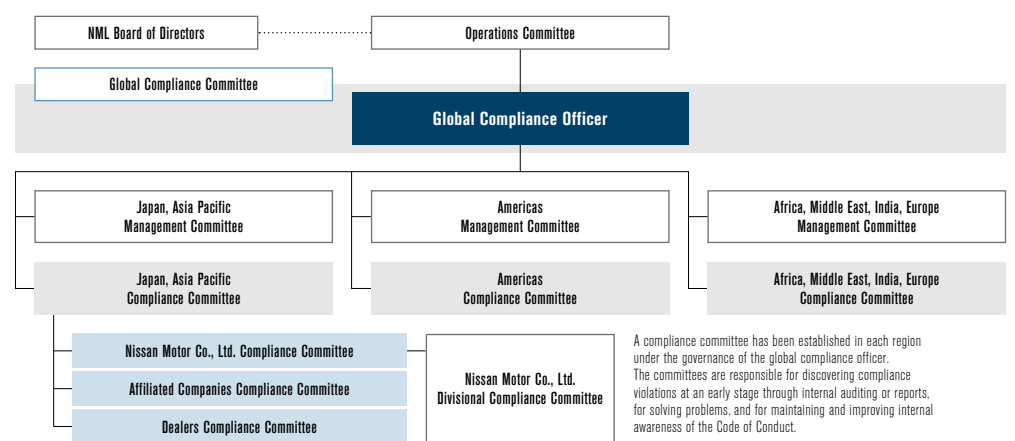 NML Board of Directors
Operations Committee
Global Compliance Committee
Global Compliance Officer
Japan, Asia Pacific
Management Committee
Americas
Management Committee
Africa, Middle East, India, Europe
Management Committee
Japan, Asia Pacific
Compliance Committee
Americas
Compliance Committee
Africa, Middle East, India, Europe
Compliance Committee
Nissan Motor Co., Ltd. Compliance Committee
Affiliated Companies Compliance Committee
Dealers Compliance Committee
Nissan Motor Co., Ltd.
Divisional Compliance Committee
A compliance committee has been established in each region
under the governance of the global compliance officer.
The committees are responsible for discovering compliance
violations at an early stage through internal auditing or reports,
for solving problems, and for maintaining and improving internal
awareness of the Code of Conduct.